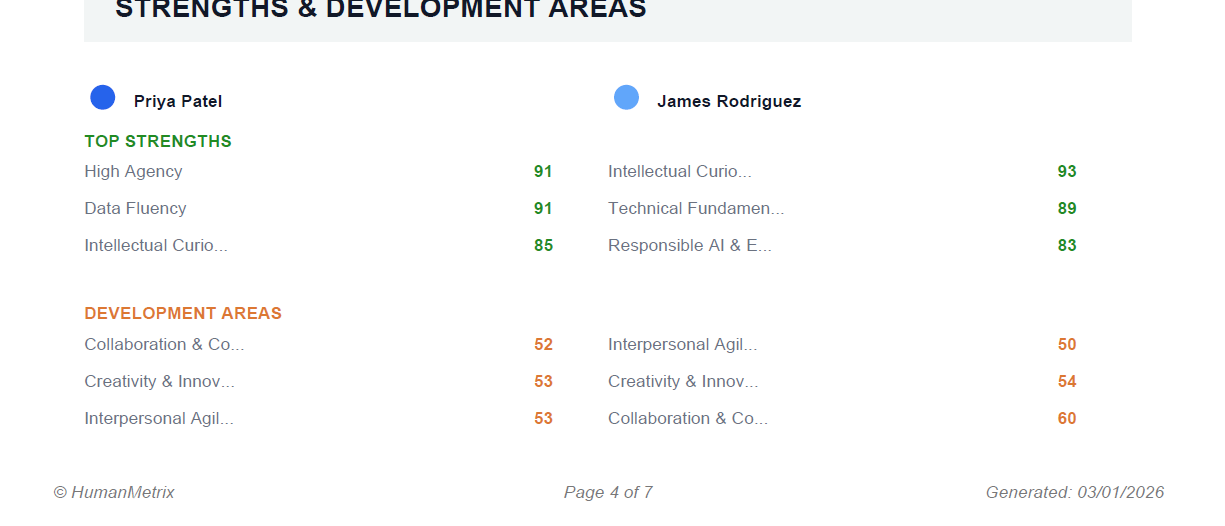 STRENGTHS & DEVELOPMENT AREAS
Priya Patel
James Rodriguez
TOP STRENGTHS
High Agency 91
Intellectual Curio... 93
Data Fluency 91
Technical Fundamen... 89
Intellectual Curio... 85
Responsible AI & E... 83
DEVELOPMENT AREAS
Collaboration & Co... 52
Interpersonal Agil... 50
Creativity & Innov... 53
Creativity & Innov... 54
Interpersonal Agil... 53
Collaboration & Co... 60
© HumanMetrix
Page 4 of 7
Generated: 03/01/2026